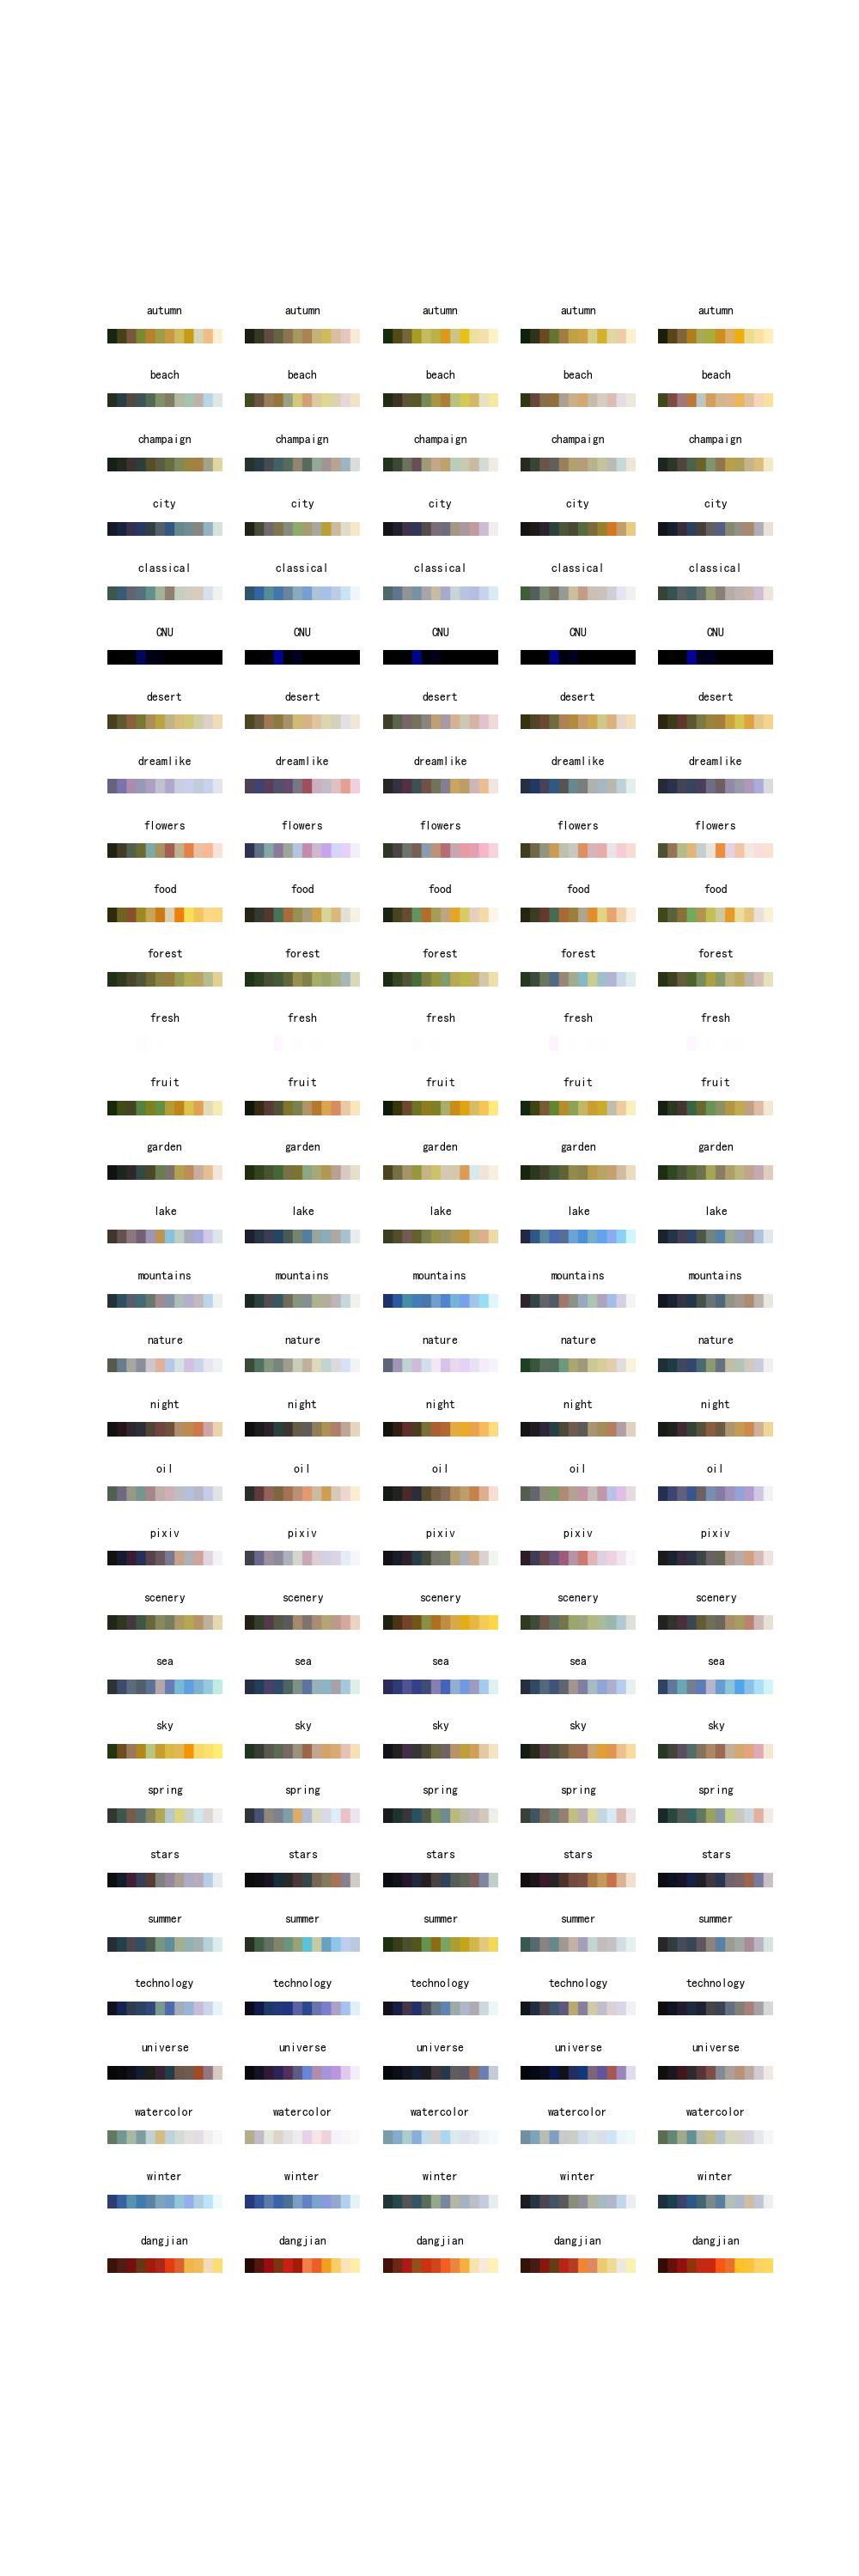 autumn autumn autumn autumn autumn
beach beach beach beach beach
champaign champaign champaign champaign champaign
city city city city city
classical classical classical classical classical
CNU CNU CNU CNU CNU
desert desert desert desert desert
dreamlike dreamlike dreamlike dreamlike dreamlike
flowers flowers flowers flowers flowers
food food food food food
forest forest forest forest forest
fresh fresh fresh fresh fresh
fruit fruit fruit fruit fruit
garden garden garden garden garden
lake lake lake lake lake
mountains mountains mountains mountains mountains
nature nature nature nature nature
night night night night night
oil oil oil oil oil
pixiv pixiv pixiv pixiv pixiv
scenery scenery scenery scenery scenery
sea sea sea sea sea
sky sky sky sky sky
spring spring spring spring spring
stars stars stars stars stars
summer summer summer summer summer
technology technology technology technology technology
universe universe universe universe universe
watercolor watercolor watercolor watercolor watercolor
winter winter winter winter winter
dangjian dangjian dangjian dangjian dangjian